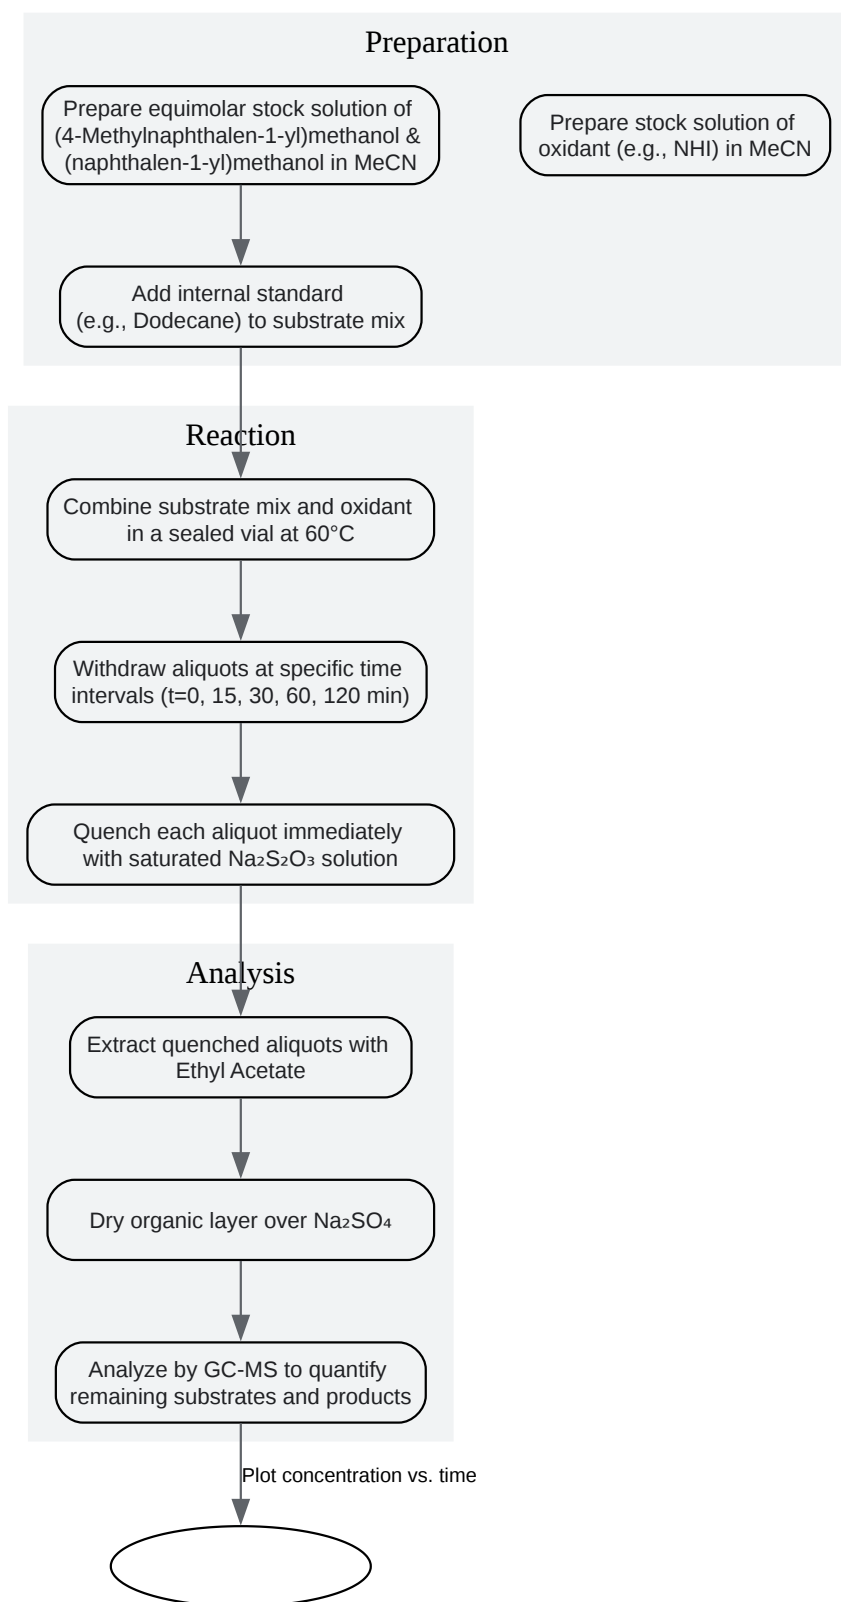 Preparation
Prepare equimolar stock solution of
(4-Methylnaphthalen-1-yl)methanol &
(naphthalen-1-yl)methanol in MeCN
Prepare stock solution of
oxidant (e.g., NHI) in MeCN
Add internal standard
(e.g., Dodecane) to substrate mix
Reaction
Combine substrate mix and oxidant
in a sealed vial at 60°C
Withdraw aliquots at specific time
intervals (t=0, 15, 30, 60, 120 min)
Quench each aliquot immediately
with saturated Na₂S₂O₃ solution
Analysis
Extract quenched aliquots with
Ethyl Acetate
Dry organic layer over Na₂SO₄
Analyze by GC-MS to quantify
remaining substrates and products
Plot concentration vs. time